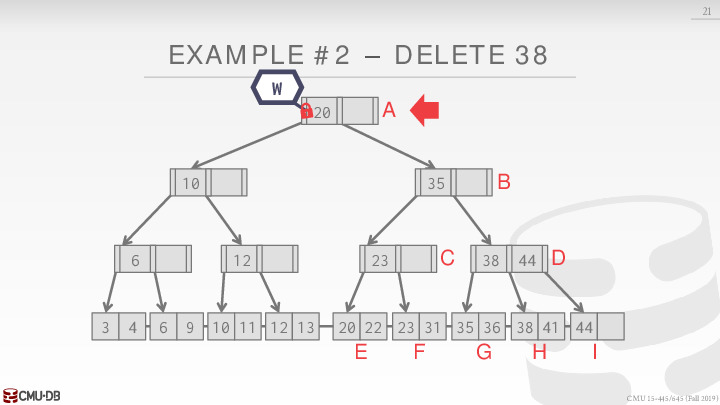 21
EXAMPLE #2 – DELETE 38
W
20 A
10 35 B
6 12 23 C 38 44 D
3 4 6 9 10 11 12 13 20 22 23 31 35 36 38 41 44
E F G H I
CMU·DB
CMU 15-445/645 (Fall 2019)